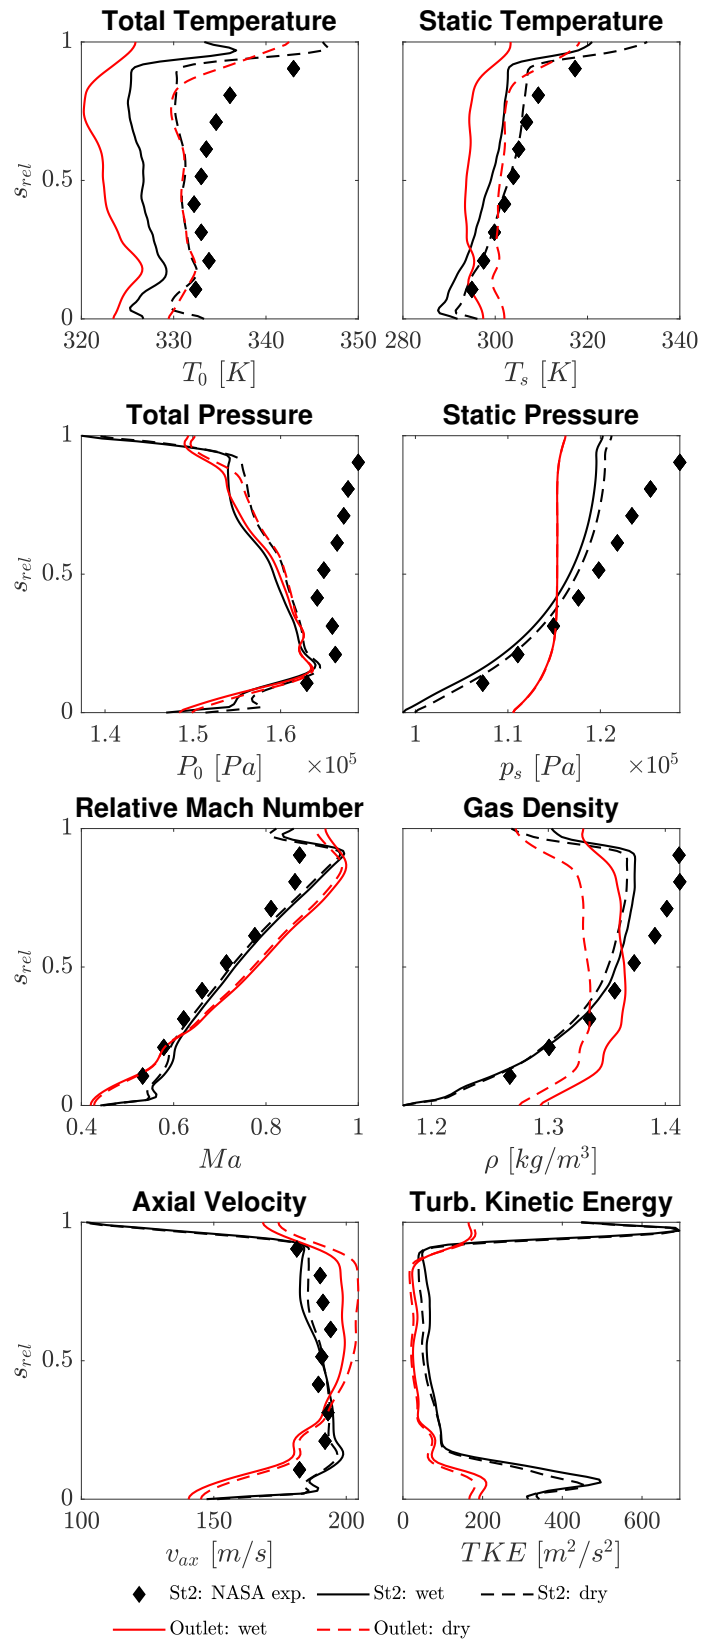 Total Temperature Static Temperature
1
s_rel 0.5
0
320 330 340 350 280 300 320 340
T_0 [K] T_s [K]
Total Pressure Static Pressure
1
s_rel 0.5
0
1.4 1.5 1.6 1 1.1 1.2
P_0 [Pa] ×10^5 p_s [Pa] ×10^5
Relative Mach Number Gas Density
1
s_rel 0.5
0
0.4 0.6 0.8 1 1.2 1.3 1.4
Ma ρ [kg/m^3]
Axial Velocity Turb. Kinetic Energy
1
s_rel 0.5
0
100 150 200 0 200 400 600
v_ax [m/s] TKE [m^2/s^2]
St2: NASA exp. St2: wet St2: dry
Outlet: wet Outlet: dry